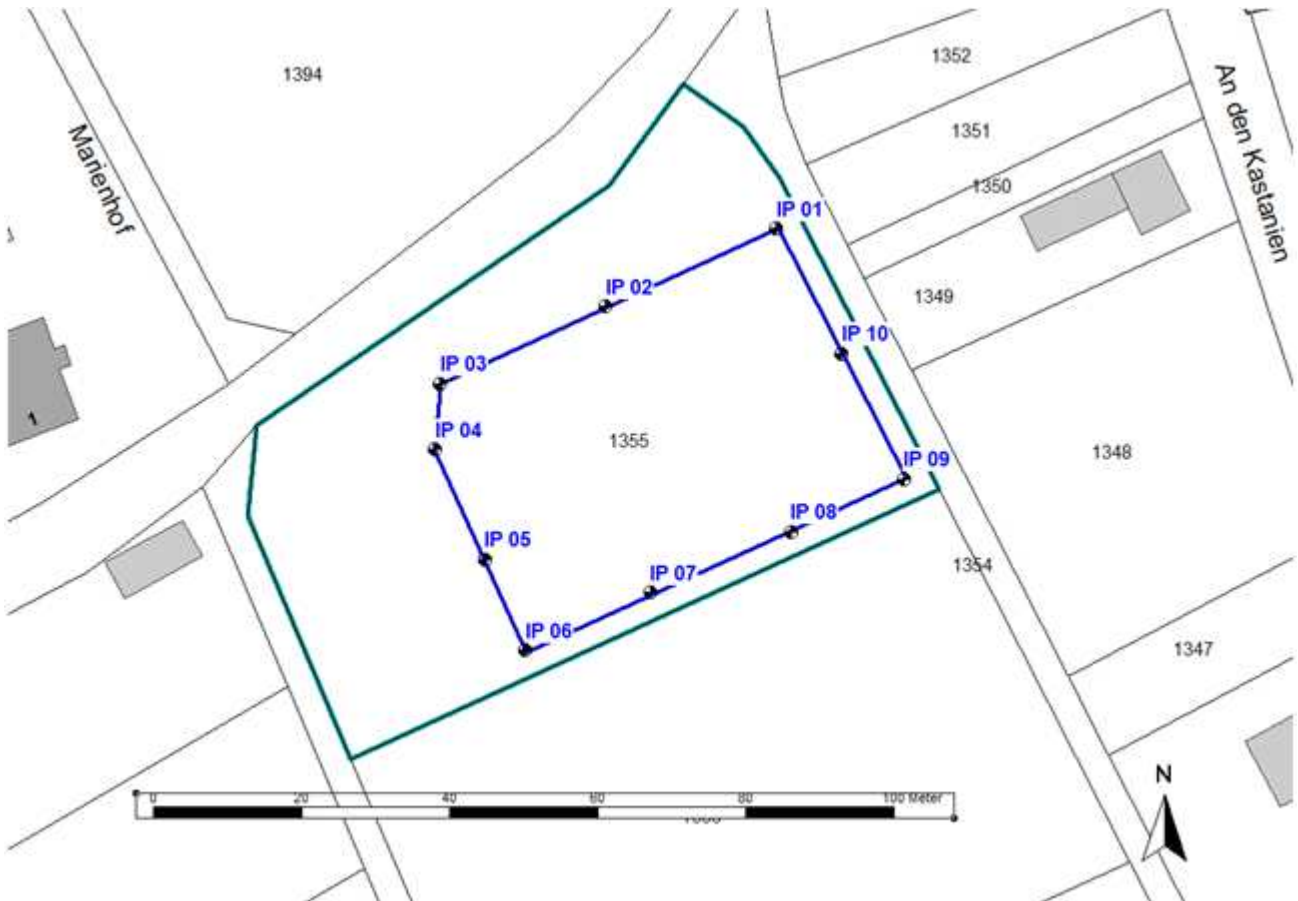 1394
1352
An den Kastanien
Marienhof
1351
1350
IP 01
IP 02
1349
IP 10
IP 03
1
IP 04
1355
1348
IP 09
IP 08
IP 05
1354
IP 07
IP 06
1347
N
0 20 40 60 80 100 Meter